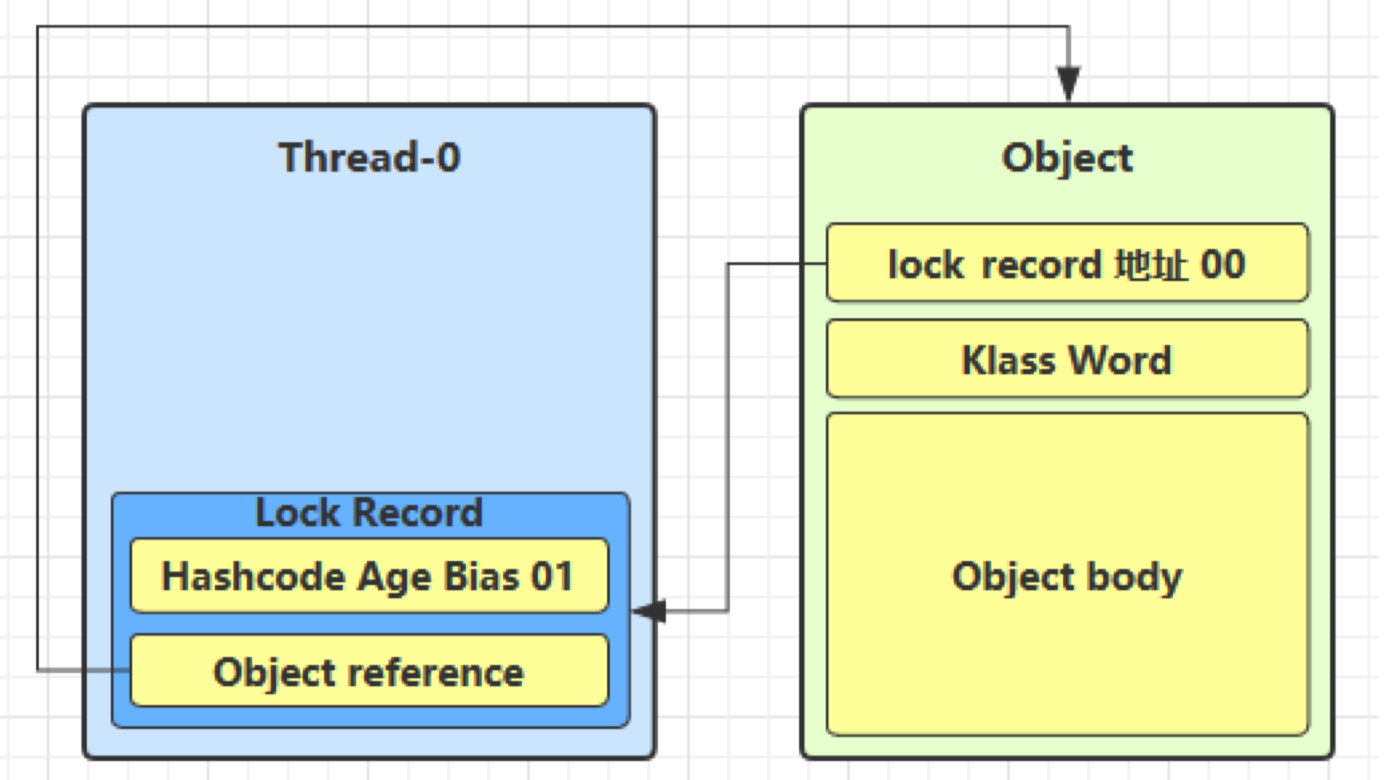 Thread-0
Lock Record
Hashcode Age Bias 01
Object reference
Object
lock record 地址 00
Klass Word
Object body